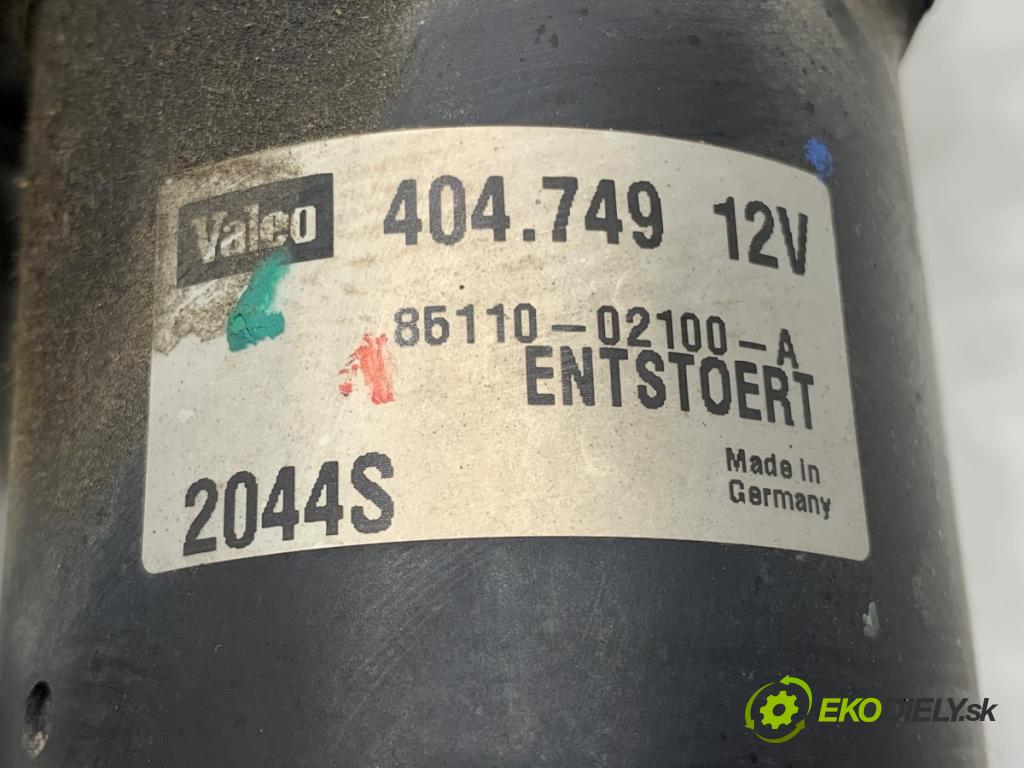 Valeo 404.749 12V
85110-02100-A
ENTSTOERT
2044S
Made in
Germany
EKODIELY.sk